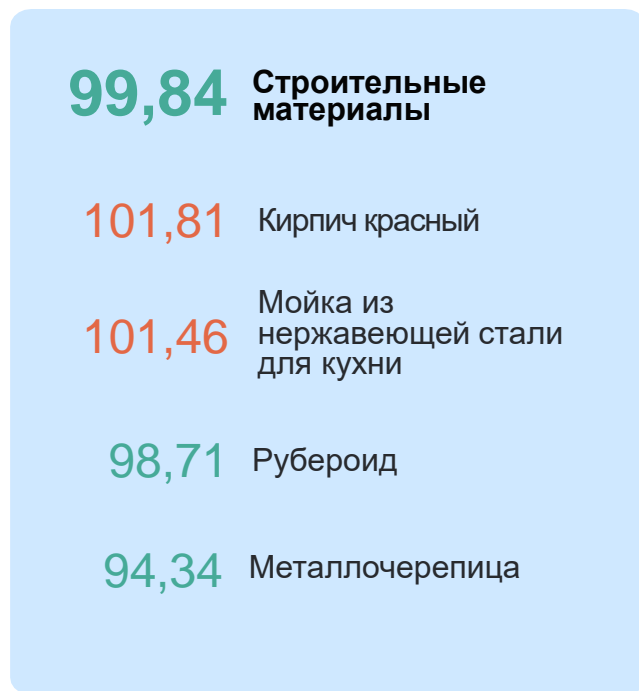 99,84 Строительные
материалы
101,81 Кирпич красный
Мойка из
101,46 нержавеющей стали
для кухни
98,71 Рубероид
94,34 Металлочерепица